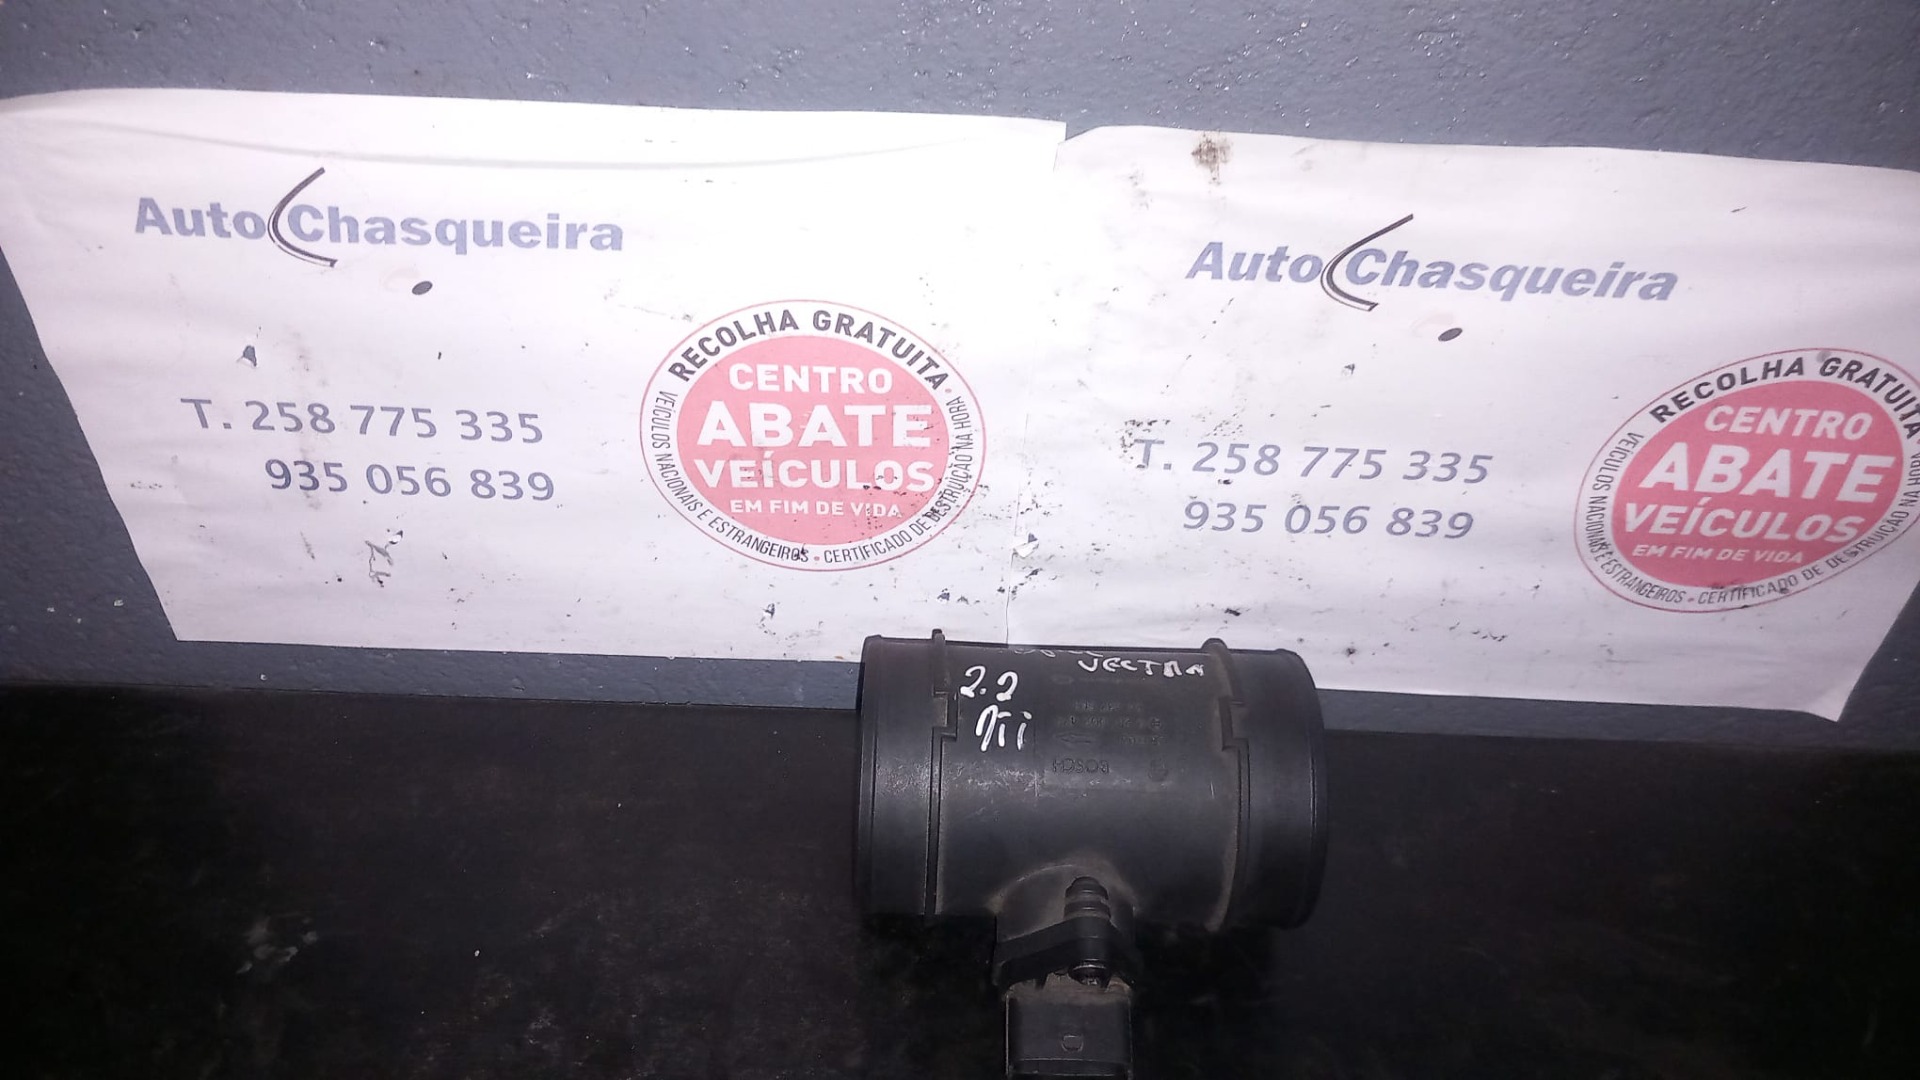 Auto Chasqueira
T. 258 775 335
935 056 839
RECOLHA GRATUITA
CENTRO
ABATE
VEÍCULOS
EM FIM DE VIDA
VEÍCULOS NACIONAIS E ESTRANGEIROS • CERTIFICADO DE DESTRUIÇÃO NA HORA •
Auto Chasqueira
T. 258 775 335
935 056 839
RECOLHA GRATUITA
CENTRO
ABATE
VEÍCULOS
EM FIM DE VIDA
VEÍCULOS NACIONAIS E ESTRANGEIROS • CERTIFICADO DE DESTRUIÇÃO NA HORA
VECTRA
2.2
BOSCH